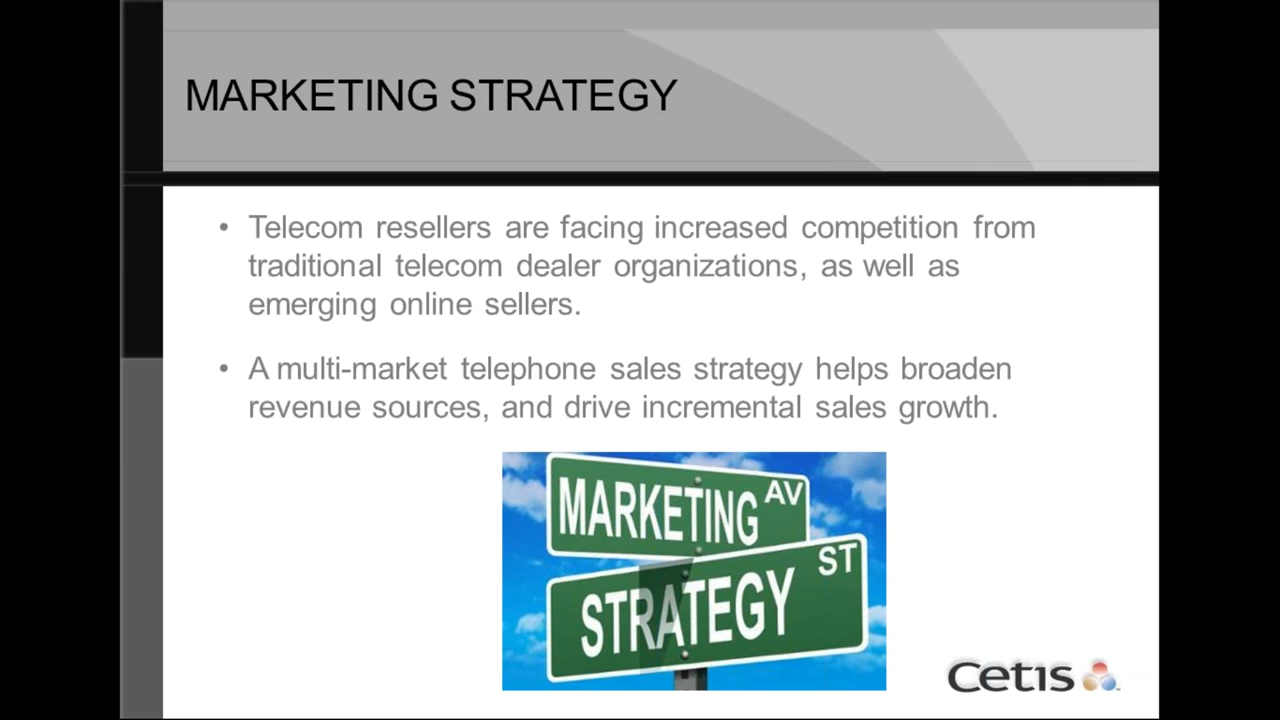 MARKETING STRATEGY
• Telecom resellers are facing increased competition from
traditional telecom dealer organizations, as well as
emerging online sellers.
• A multi-market telephone sales strategy helps broaden
revenue sources, and drive incremental sales growth.
MARKETING AV
STRATEGY ST
Cetis